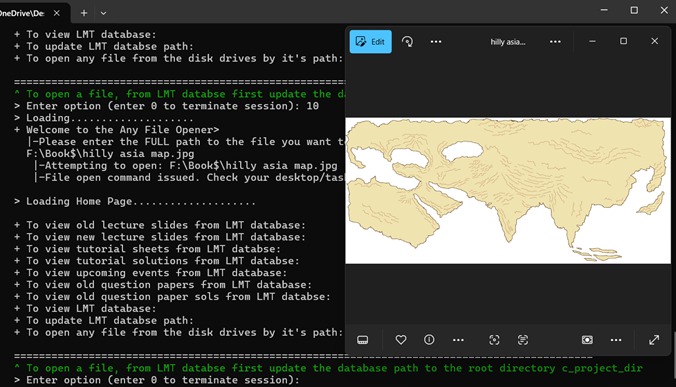 OneDrive\De:
+ To view LMT database:
+ To update LMT databse path:
+ To open any file from the disk drives by it's path:
^ To open a file, from LMT databse first update the da
> Enter option (enter 0 to terminate session): 10
> Loading....................
+ Welcome to the Any File Opener>
|-Please enter the FULL path to the file you want t
F:\Book$\hilly asia map.jpg
|-Attempting to open: F:\Book$\hilly asia map.jpg
|-File open command issued. Check your desktop/tas
> Loading Home Page....................
+ To view old lecture slides from LMT database:
+ To view new lecture slides from LMT database:
+ To view tutorial sheets from LMT databse:
+ To view tutorial solutions from LMT databse:
+ To view upcoming events from LMT databse:
+ To view old question papers from LMT databse:
+ To view old question paper sols from LMT databse:
+ To view LMT database:
+ To update LMT databse path:
+ To open any file from the disk drives by it's path:
^ To open a file, from LMT databse first update the database path to the root directory c_project_dir
> Enter option (enter 0 to terminate session):
Edit
hilly asia...